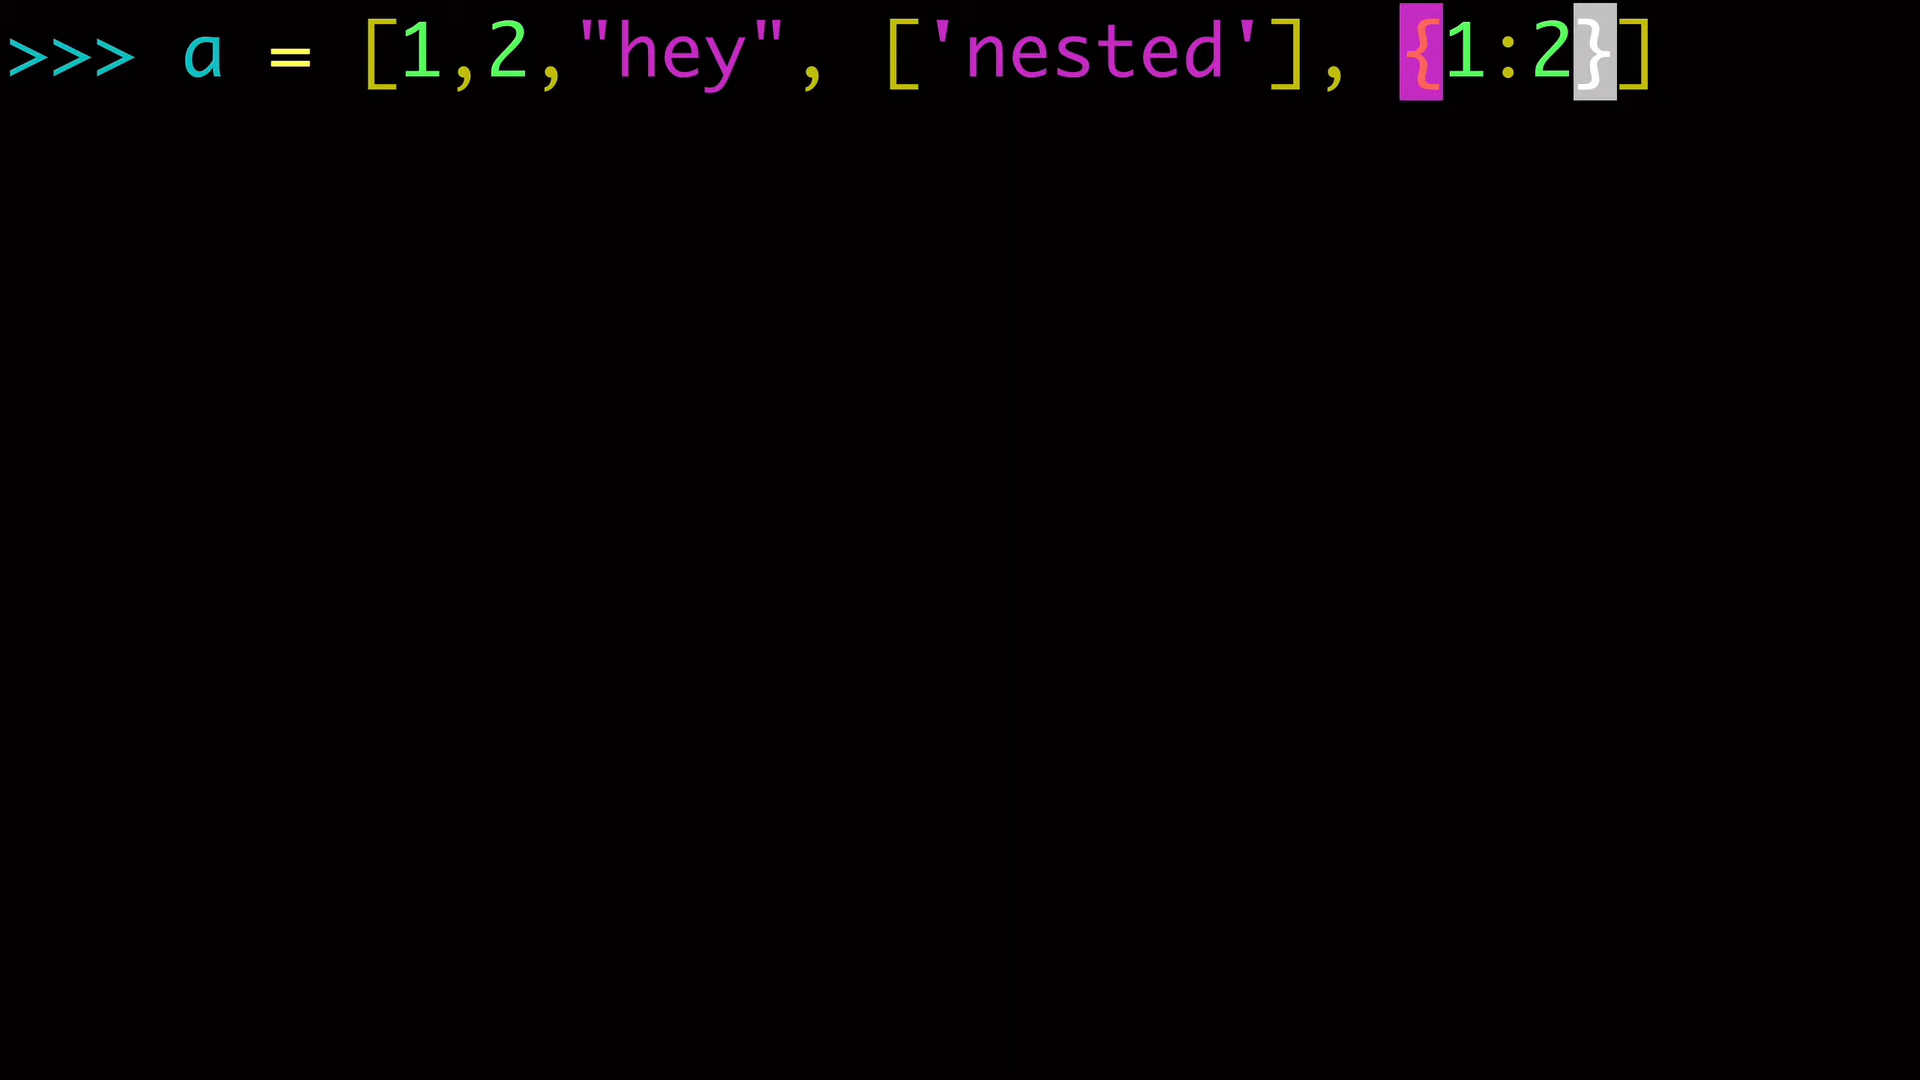 >>> a = [1,2,"hey", ['nested'], {1:2}]